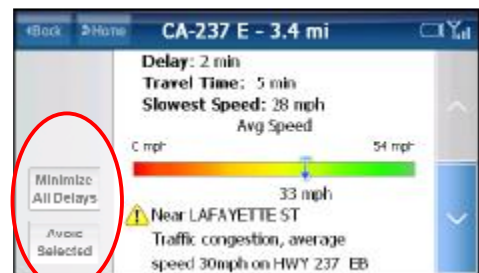 Back Home CA-237 E - 3.4 mi
Delay: 2 min
Travel Time: 5 min
Slowest Speed: 28 mph
Avg Speed
mph 54 mph
33 mph
Minimize
All Delays
Near LAFAYETTE ST
Avoid
Selected
Traffic congestion, average
speed 30mph on HWY 237 EB